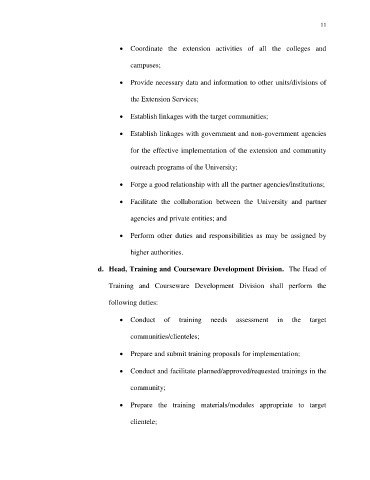 11
• Coordinate the extension activities of all the colleges and
campuses;
• Provide necessary data and information to other units/divisions of
the Extension Services;
• Establish linkages with the target communities;
• Establish linkages with government and non-government agencies
for the effective implementation of the extension and community
outreach programs of the University;
• Forge a good relationship with all the partner agencies/institutions;
• Facilitate the collaboration between the University and partner
agencies and private entities; and
• Perform other duties and responsibilities as may be assigned by
higher authorities.
d. Head, Training and Courseware Development Division. The Head of
Training and Courseware Development Division shall perform the
following duties:
• Conduct of training needs assessment in the target
communities/clienteles;
• Prepare and submit training proposals for implementation;
• Conduct and facilitate planned/approved/requested trainings in the
community;
• Prepare the training materials/modules appropriate to target
clientele;